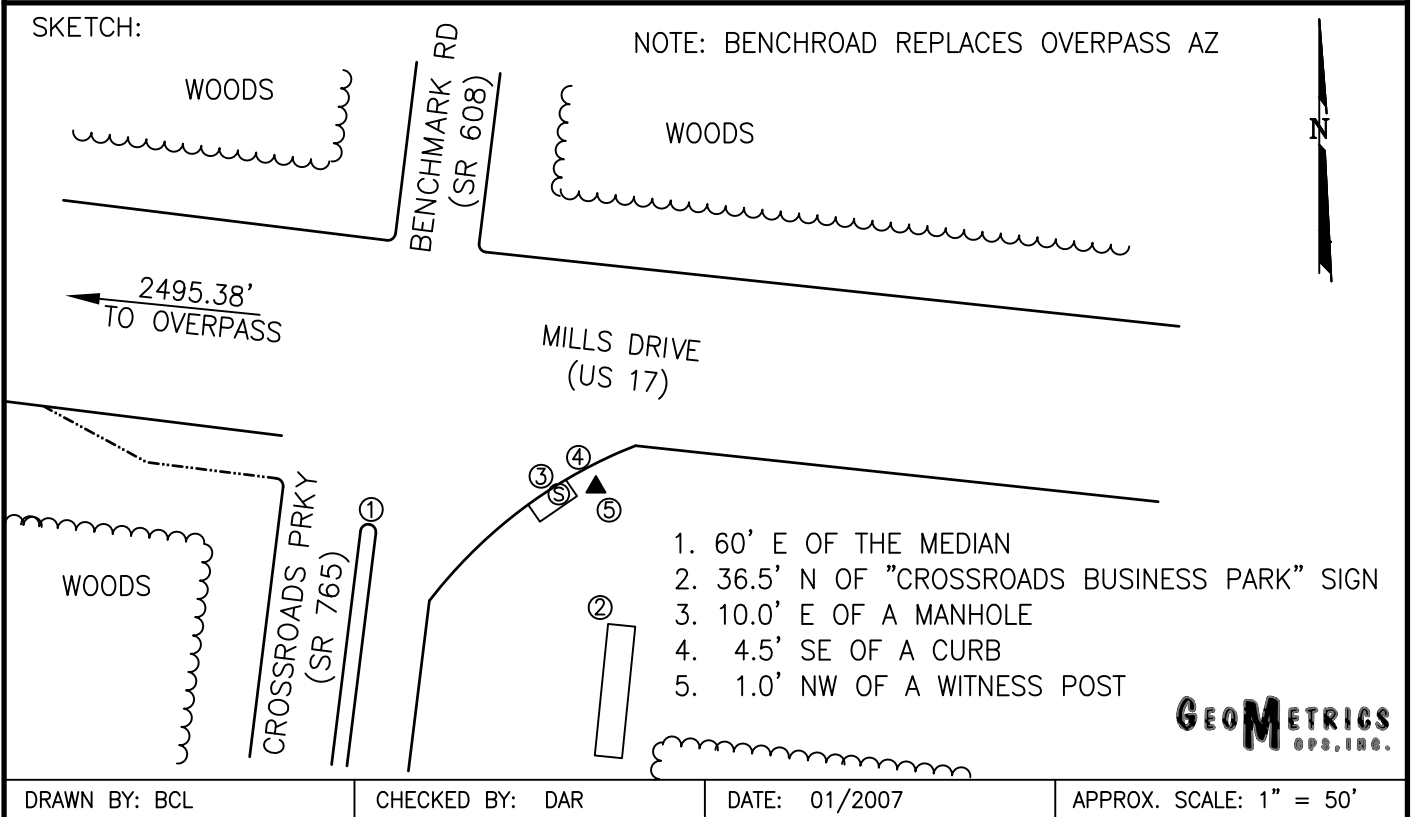 SKETCH:
NOTE: BENCHROAD REPLACES OVERPASS AZ
WOODS
BENCHMARK RD
(SR 608)
WOODS
N
2495.38'
TO OVERPASS
MILLS DRIVE
(US 17)
CROSSROADS PRKY
(SR 765)
WOODS
1
2
3
S
4
5
1. 60' E OF THE MEDIAN
2. 36.5' N OF "CROSSROADS BUSINESS PARK" SIGN
3. 10.0' E OF A MANHOLE
4. 4.5' SE OF A CURB
5. 1.0' NW OF A WITNESS POST
GEOMETRICS
GPS, INC.
DRAWN BY: BCL
CHECKED BY: DAR
DATE: 01/2007
APPROX. SCALE: 1" = 50'